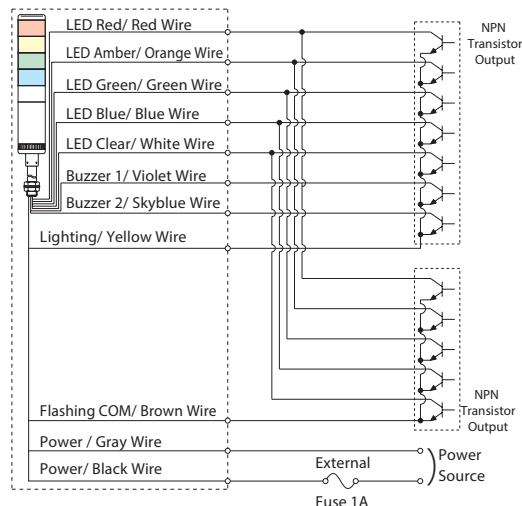 LED Red/ Red Wire
LED Amber/ Orange Wire
LED Green/ Green Wire
LED Blue/ Blue Wire
LED Clear/ White Wire
Buzzer 1/ Violet Wire
Buzzer 2/ Skyblue Wire
Lighting/ Yellow Wire
NPN
Transistor
Output
Flashing COM/ Brown Wire
Power / Gray Wire
Power/ Black Wire
NPN
Transistor
Output
External
Fuse 1A
Power
Source